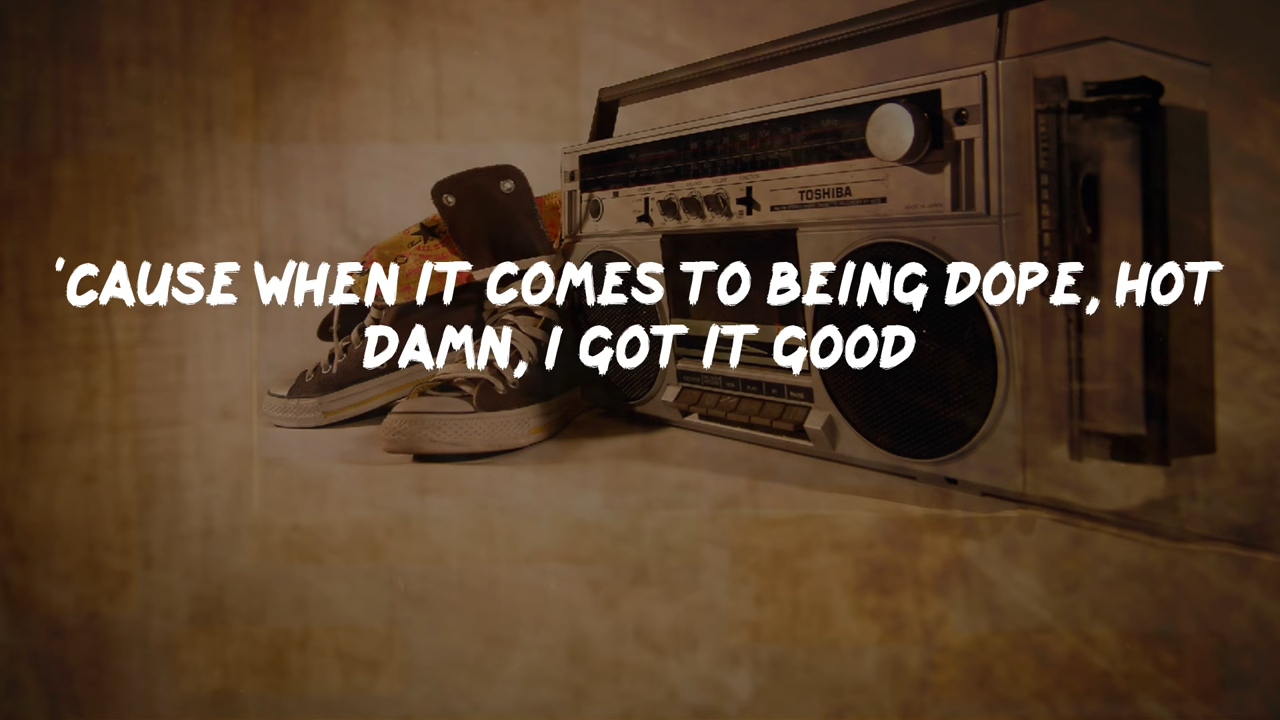 'CAUSE WHEN IT COMES TO BEING DOPE, HOT
DAMN, I GOT IT GOOD
TOSHIBA